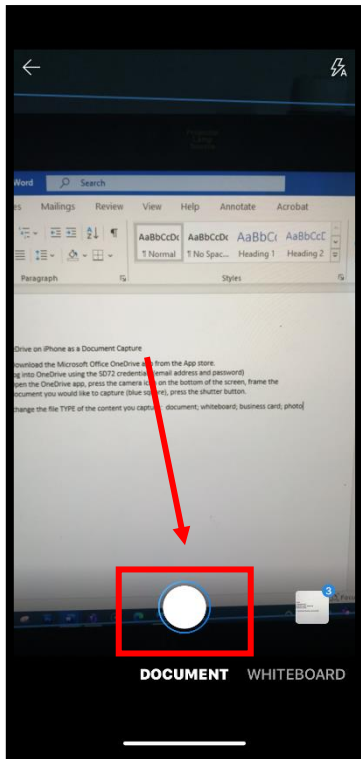 Word Search
Mailings Review View Help Annotate Acrobat
AaBbCcDc AaBbCcDc AaBbCc AaBbCcC
¶ Normal ¶ No Spac... Heading 1 Heading 2
Paragraph Styles
Drive on iPhone as a Document Capture
ownload the Microsoft Office OneDrive app from the App store.
og into OneDrive using the SD72 credentials (email address and password)
pen the OneDrive app, press the camera icon on the bottom of the screen, frame the
ocument you would like to capture (blue square), press the shutter button.
hange the file TYPE of the content you capture: document; whiteboard; business card; photo
3
DOCUMENT WHITEBOARD